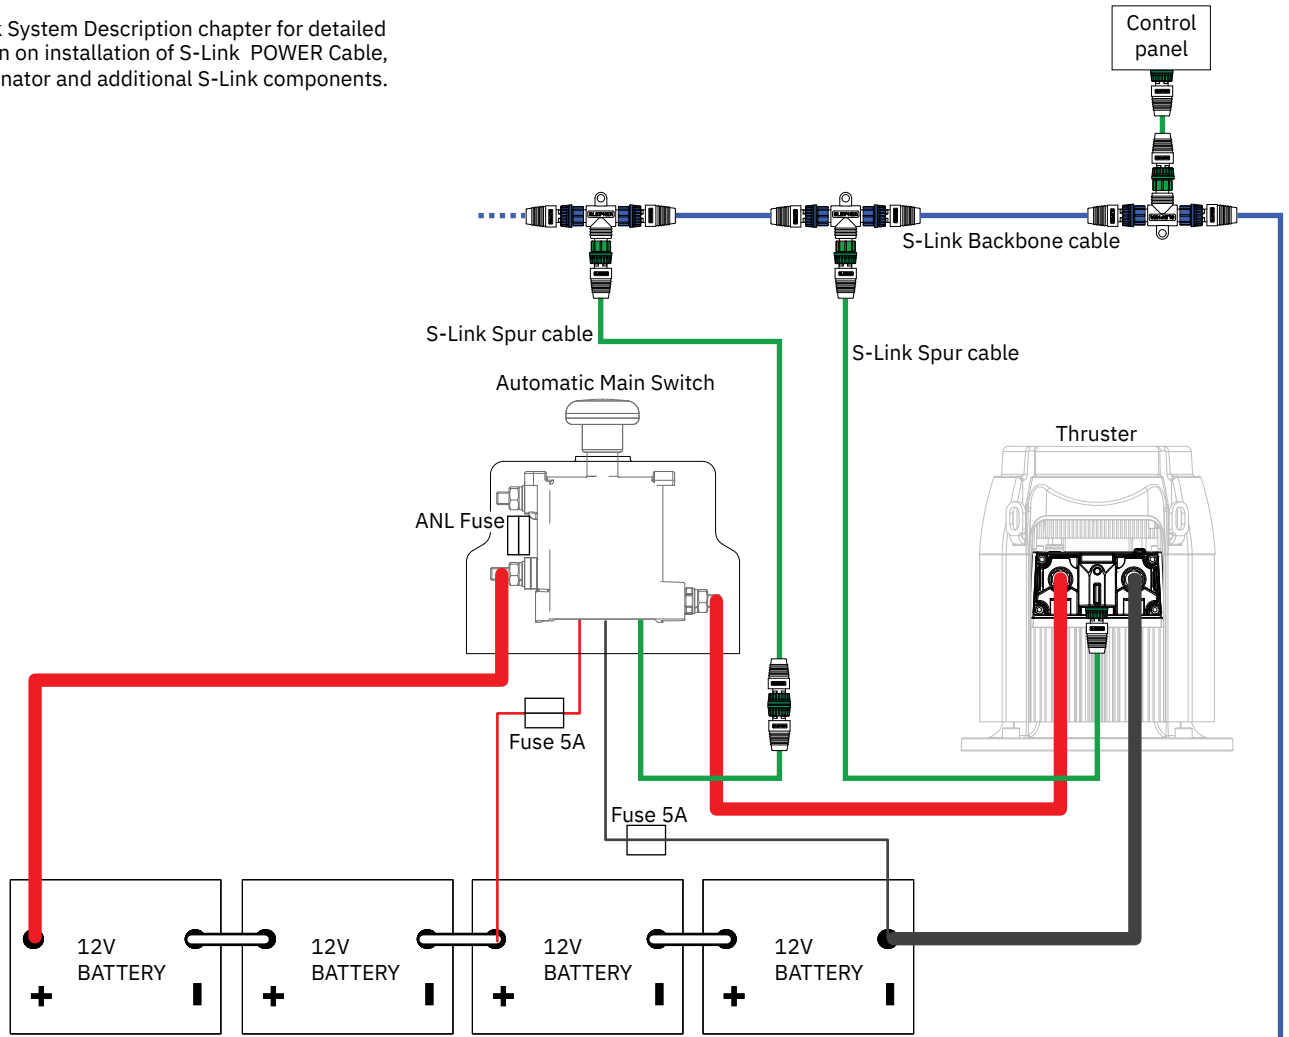 System Description chapter for detailed
on installation of S-Link POWER Cable,
and additional S-Link components.
Control
panel
S-Link Backbone cable
S-Link Spur cable
S-Link Spur cable
Automatic Main Switch
Thruster
ANL Fuse
Fuse 5A
Fuse 5A
12V
BATTERY
+
-
12V
BATTERY
+
-
12V
BATTERY
+
-
12V
BATTERY
+
-